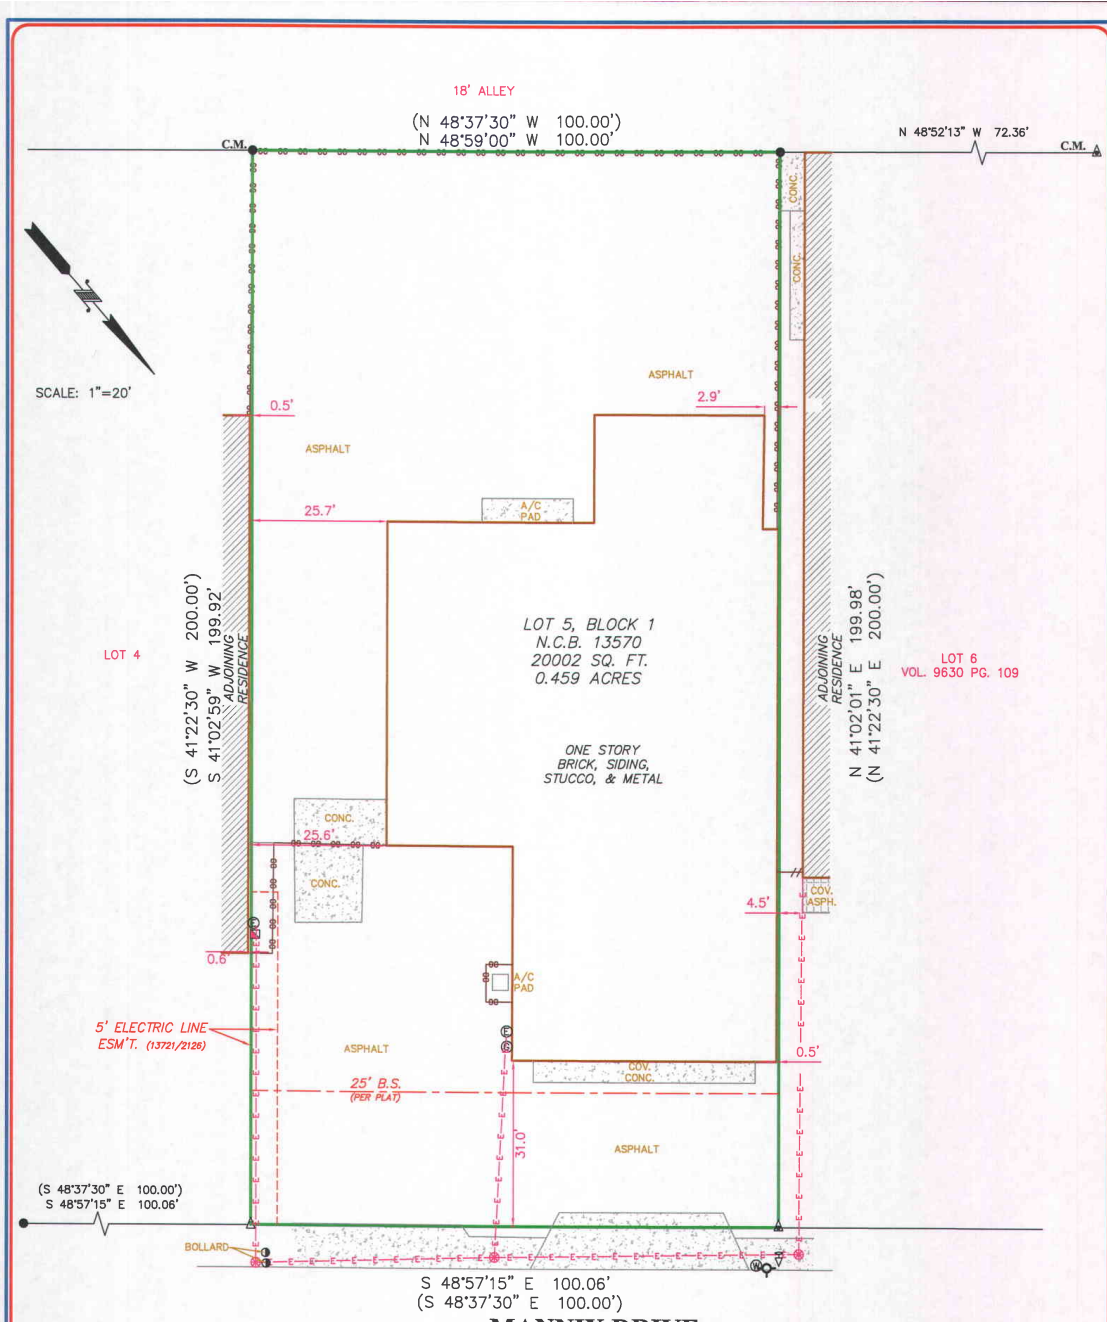 18' ALLEY
(N 48°37'30" W 100.00')
N 48°59'00" W 100.00'
N 48°52'13" W 72.36'
C.M.
C.M.
CONC.
CONC.
SCALE: 1"=20'
ASPHALT
2.9'
0.5'
ASPHALT
A/C
PAD
25.7'
(S 41°22'30" W 200.00')
S 41°02'59" W 199.92'
ADJOINING
RESIDENCE
LOT 4
LOT 5, BLOCK 1
N.C.B. 13570
20002 SQ. FT.
0.459 ACRES
ADJOINING
RESIDENCE
N 41°02'01" E 199.98'
(N 41°22'30" E 200.00')
LOT 6
VOL. 9630 PG. 109
ONE STORY
BRICK, SIDING,
STUCCO, & METAL
CONC.
25.6'
CONC.
COV.
ASPH.
4.5'
T
0.6'
A/C
PAD
5' ELECTRIC LINE
ESM'T. (13721/2126)
E
G
ASPHALT
0.5'
COV.
CONC.
25' B.S.
(PER PLAT)
31.0'
ASPHALT
(S 48°37'30" E 100.00')
S 48°57'15" E 100.06'
BOLLARD
W
S 48°57'15" E 100.06'
(S 48°37'30" E 100.00')